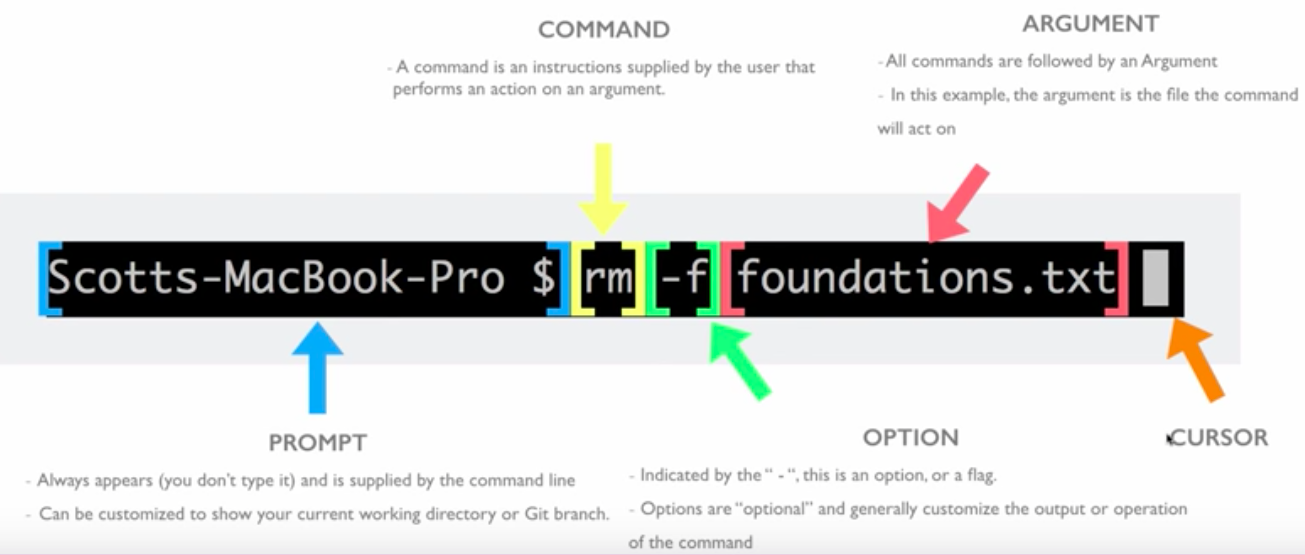 COMMAND
- A command is an instructions supplied by the user that
performs an action on an argument.
ARGUMENT
-All commands are followed by an Argument
- In this example, the argument is the file the command
will act on
[Scotts-MacBook-Pro $][rm][-f][foundations.txt]
PROMPT
- Always appears (you don't type it) and is supplied by the command line
- Can be customized to show your current working directory or Git branch.
OPTION
- Indicated by the “ - “, this is an option, or a flag.
- Options are “optional” and generally customize the output or operation
of the command
CURSOR